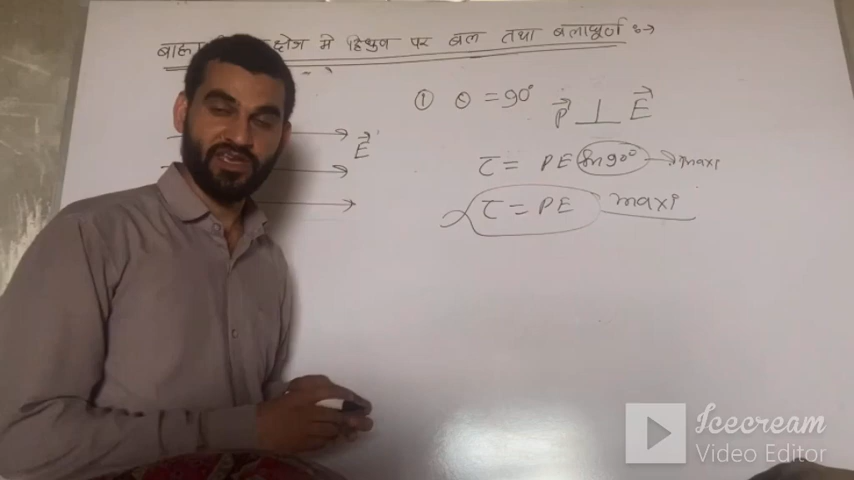 बाह्य क्षेत्र में द्विध्रुव पर बल तथा बलाघूर्ण :->
① θ = 90° P⃗ ⊥ E⃗
E⃗
τ = PE Sin90° → maxi
τ = PE maxi
Icecream
Video Editor